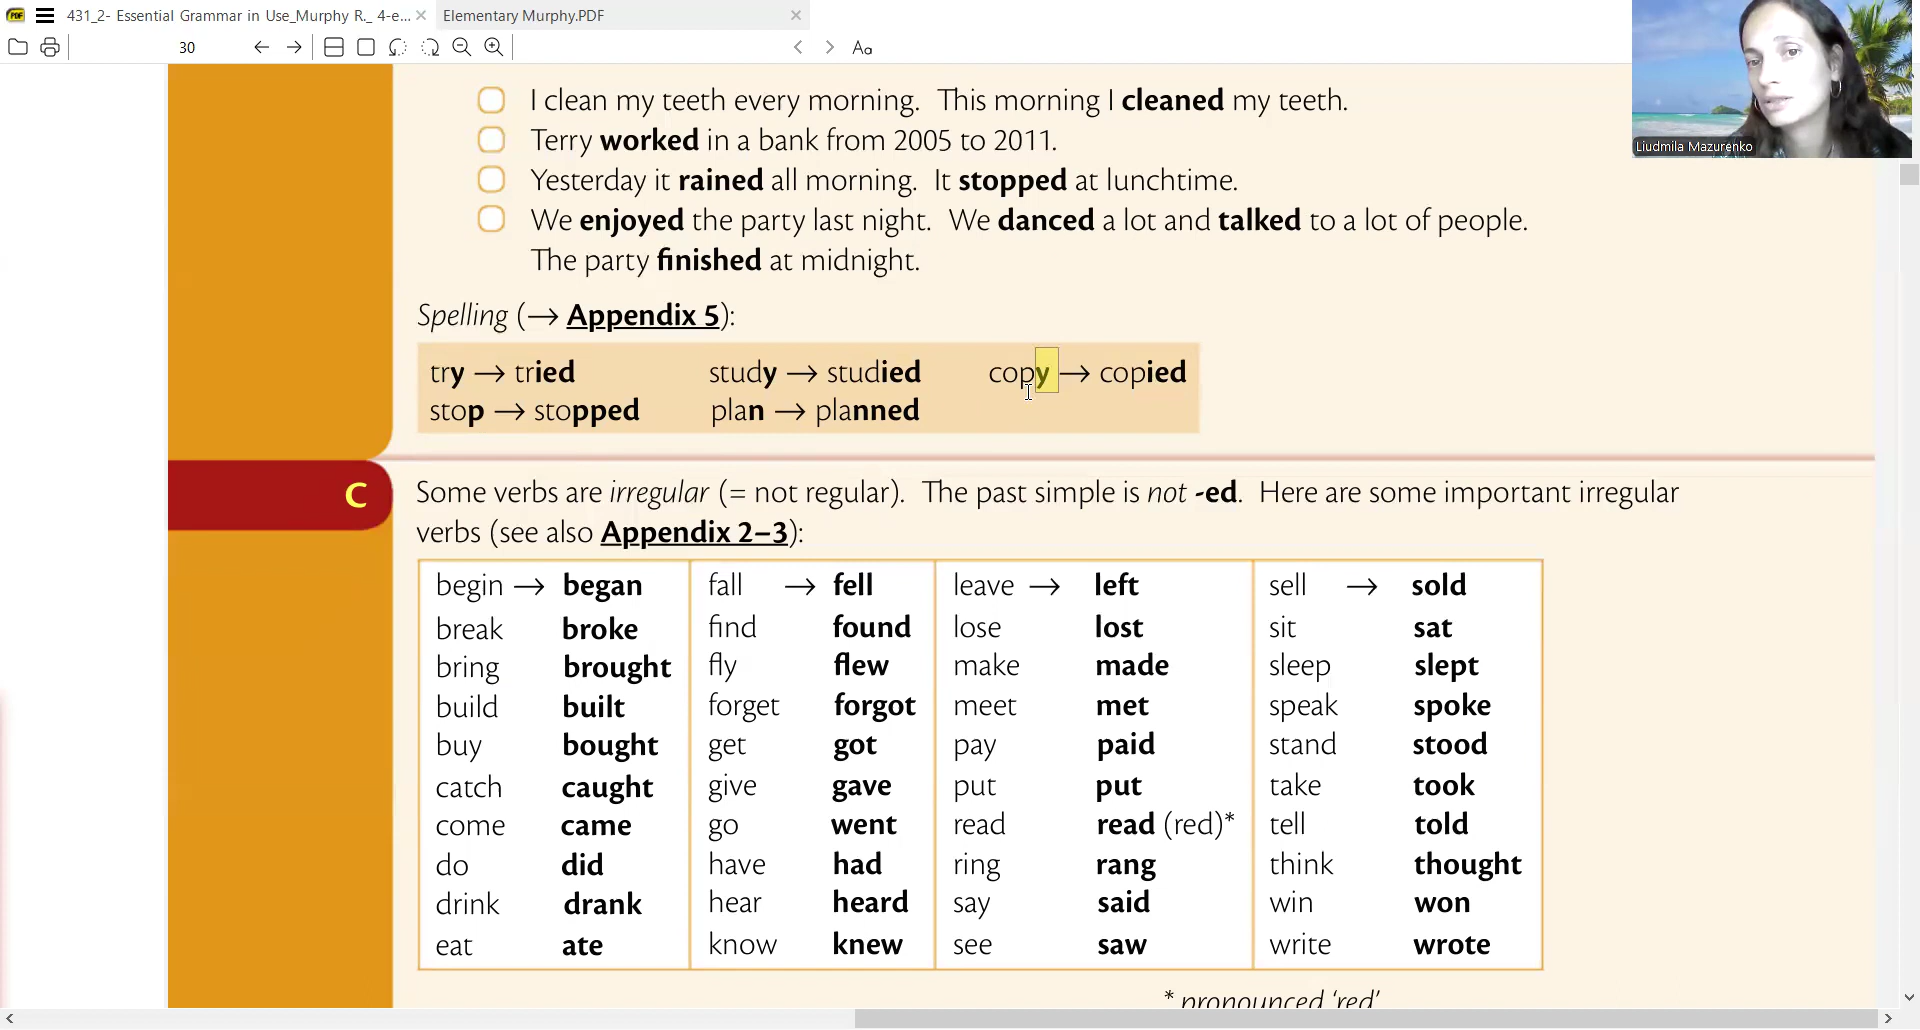 431_2- Essential Grammar in Use_Murphy R._ 4-e... Elementary Murphy.PDF
30 Aa
I clean my teeth every morning. This morning I cleaned my teeth.
Terry worked in a bank from 2005 to 2011.
Yesterday it rained all morning. It stopped at lunchtime.
We enjoyed the party last night. We danced a lot and talked to a lot of people.
The party finished at midnight.
Liudmila Mazurenko
Spelling (→ Appendix 5):
try → tried study → studied copy → copied
stop → stopped plan → planned
C
Some verbs are irregular (= not regular). The past simple is not -ed. Here are some important irregular
verbs (see also Appendix 2–3):
begin → began fall → fell leave → left sell → sold
break broke find found lose lost sit sat
bring brought fly flew make made sleep slept
build built forget forgot meet met speak spoke
buy bought get got pay paid stand stood
catch caught give gave put put take took
come came go went read read (red)* tell told
do did have had ring rang think thought
drink drank hear heard say said win won
eat ate know knew see saw write wrote
* pronounced ‘red’